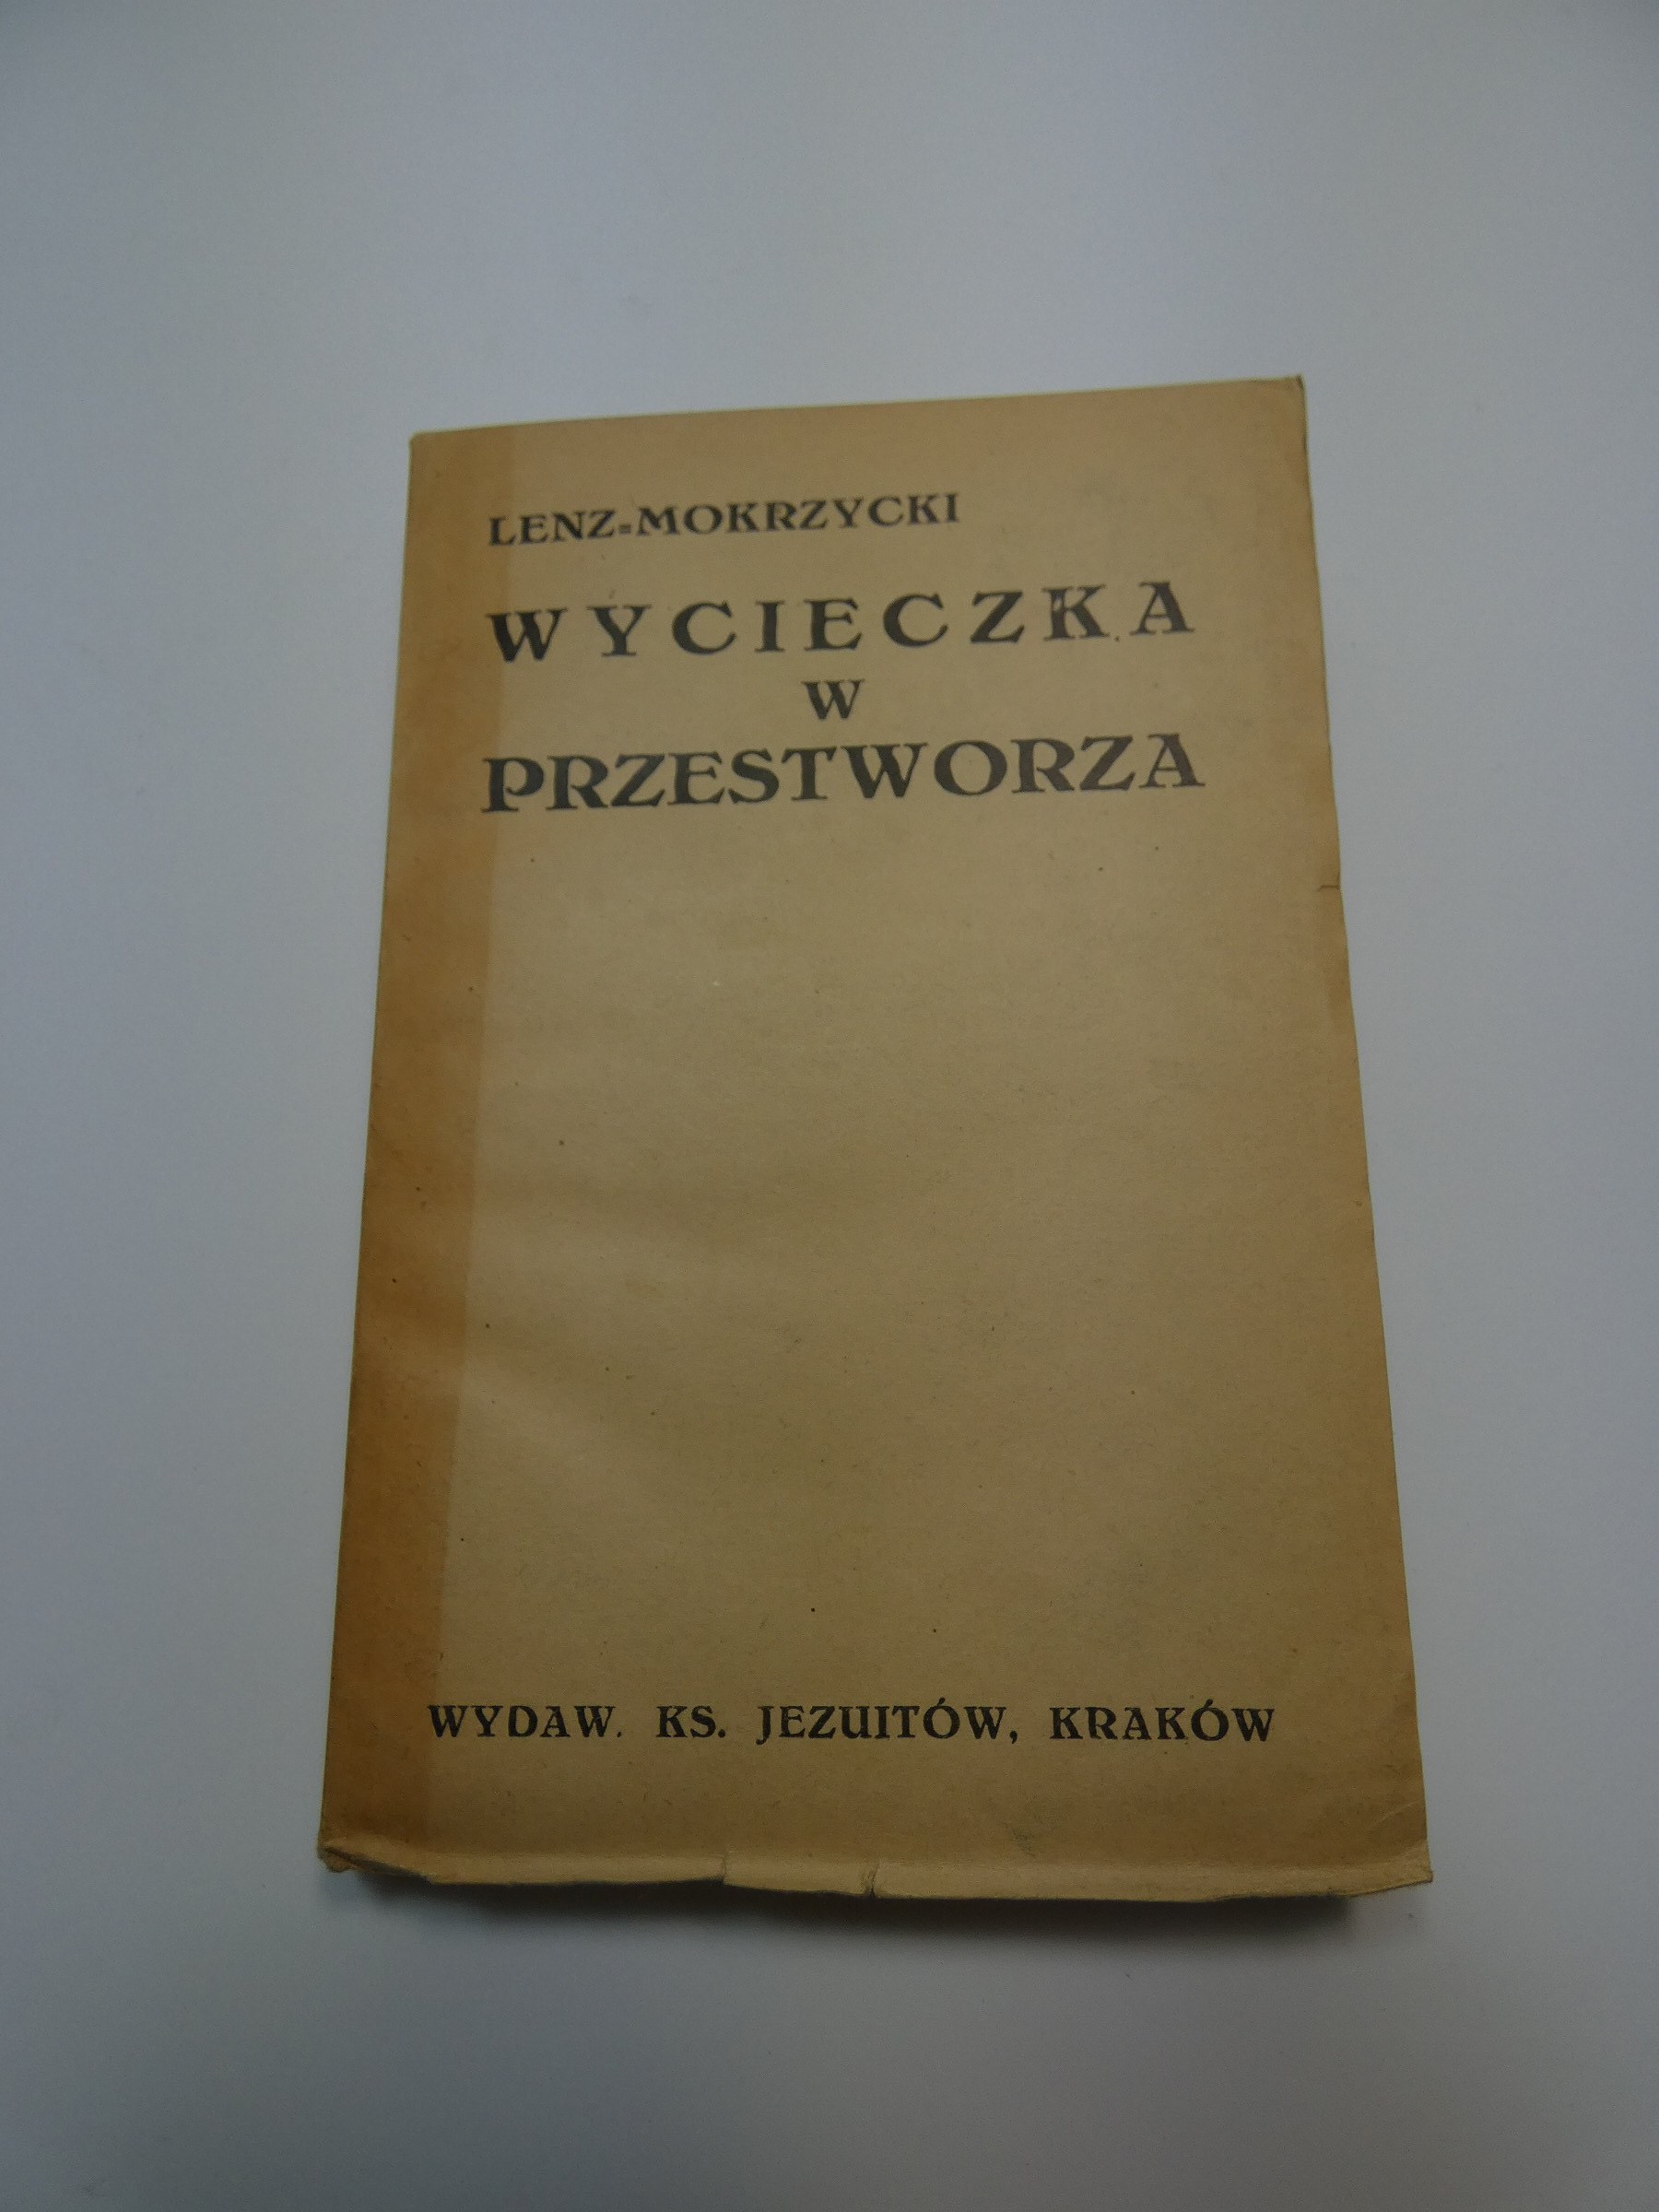 LENZ=MOKRZYCKI
WYCIECZKA
W
PRZESTWORZA
WYDAW. KS. JEZUITÓW, KRAKÓW